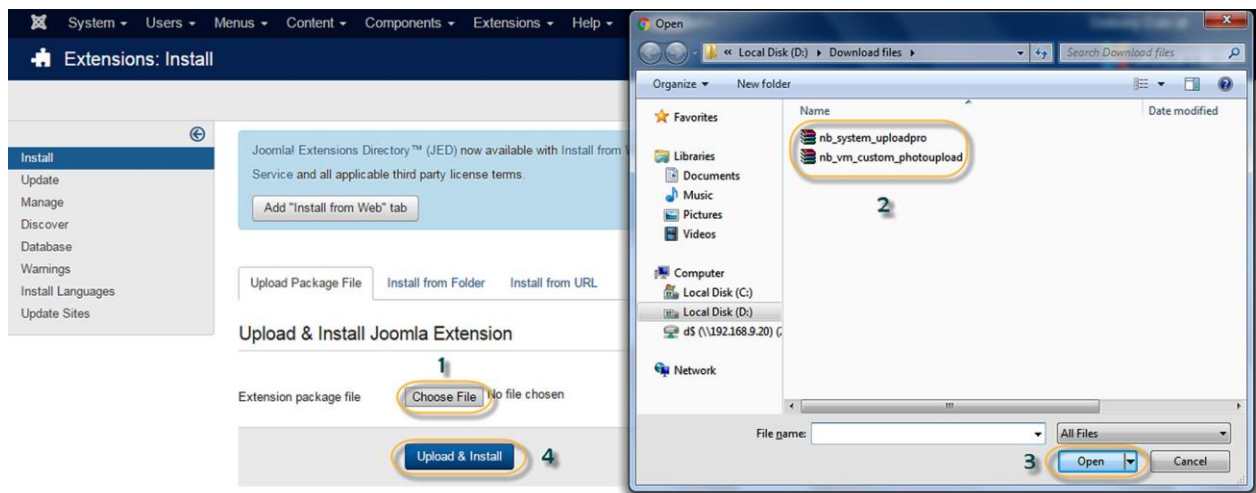 System Users Menus Content Components Extensions Help
Extensions: Install
Install
Update
Manage
Discover
Database
Warnings
Install Languages
Update Sites
Joomla! Extensions Directory™ (JED) now available with Install from
Service and all applicable third party license terms.
Add "Install from Web" tab
Upload Package File Install from Folder Install from URL
Upload & Install Joomla Extension
1
Extension package file Choose File No file chosen
Upload & Install 4
Open
« Local Disk (D:) Download files Search Download files
Organize New folder
Name Date modified
Favorites
Libraries
Documents
Music
Pictures
Videos
Computer
Local Disk (C:)
Local Disk (D:)
d$ (\\192.168.9.20) (
Network
nb_system_uploadpro
nb_vm_custom_photoupload
2
File name: All Files
3 Open Cancel